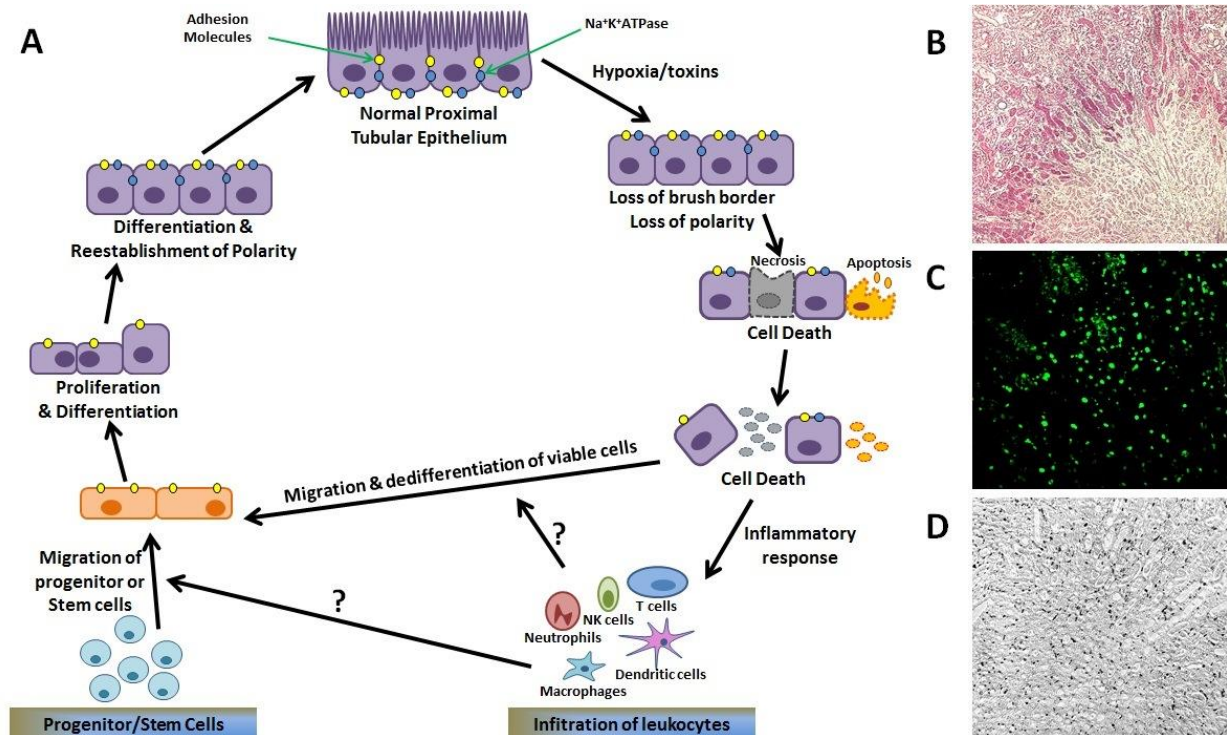 A
Adhesion
Molecules
Na⁺K⁺ATPase
Normal Proximal
Tubular Epithelium
Hypoxia/toxins
Loss of brush border
Loss of polarity
Necrosis
Apoptosis
Cell Death
Cell Death
Inflammatory
response
Migration & dedifferentiation of viable cells
?
?
T cells
NK cells
Neutrophils
Dendritic cells
Macrophages
Infitration of leukocytes
Migration of
progenitor or
Stem cells
Progenitor/Stem Cells
Proliferation
& Differentiation
Differentiation &
Reestablishment of Polarity
B
C
D